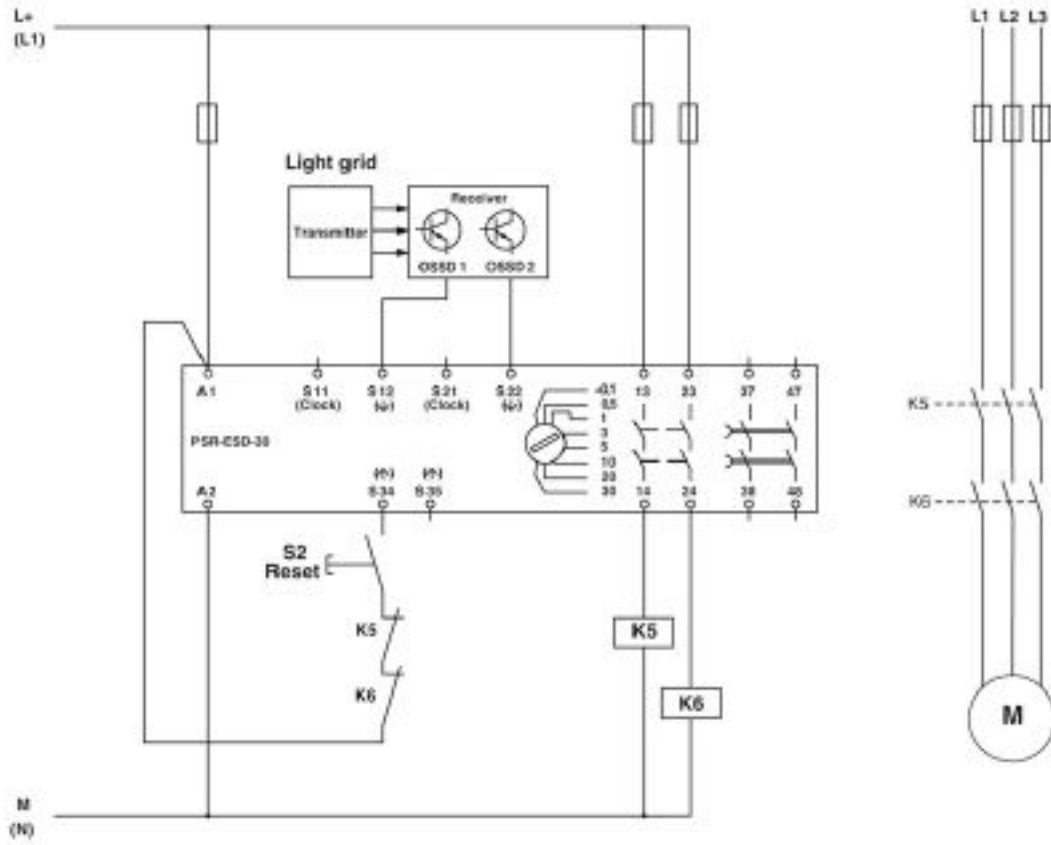 L+
(L1)
L1 L2 L3
Light grid
Transmitter
Receiver
OSSD 1 OSSD 2
A1
S11
(Clock)
S12
S21
(Clock)
S22
0,1
0,5
1
3
5
10
20
30
13 23 37 47
PSR-ESD-30
A2
S34 S35
14 24 38 48
S2
Reset
K5
K6
K5
K6
K5
K6
M
M
(N)